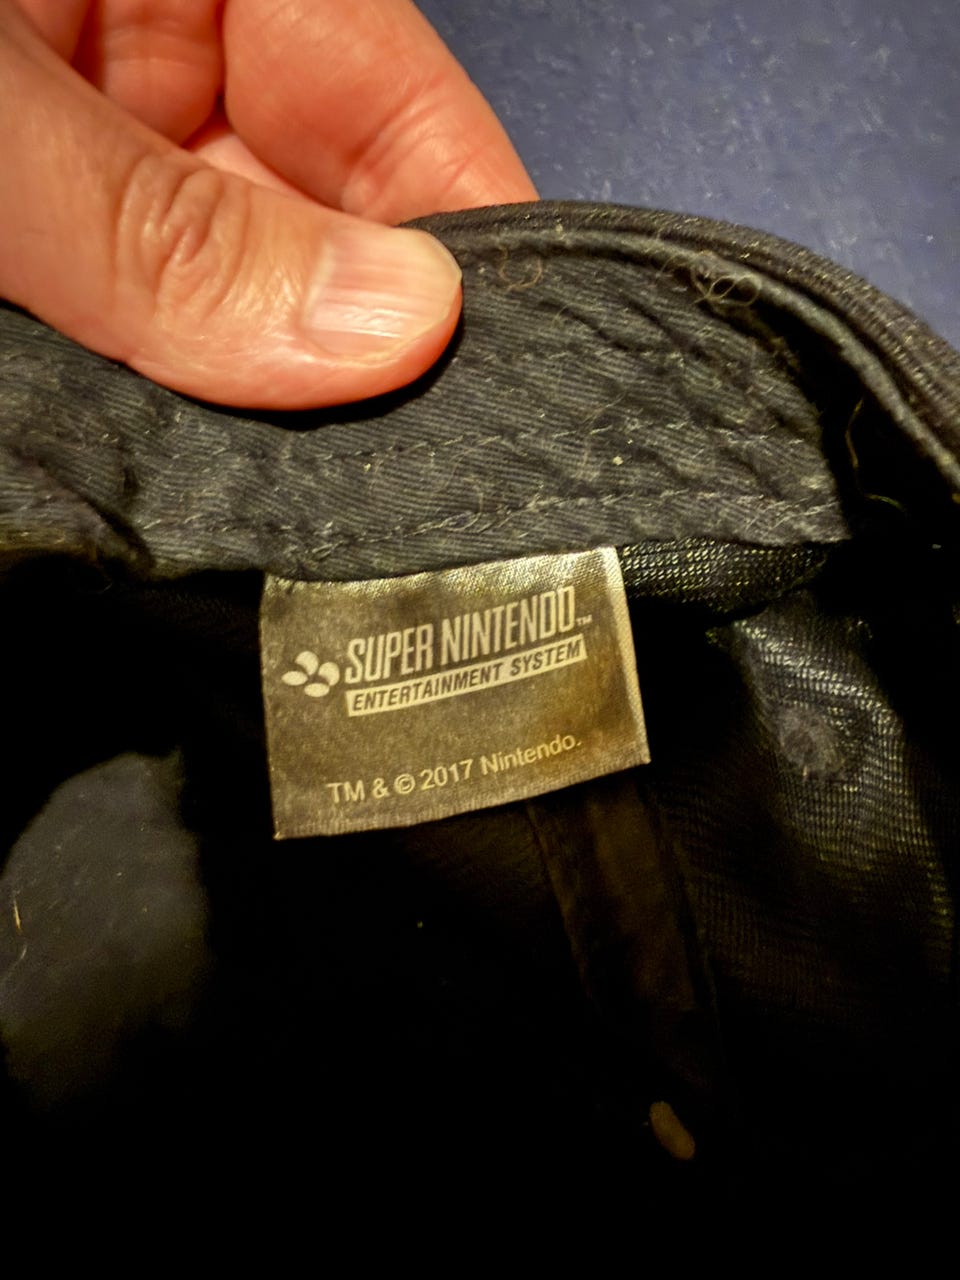 SUPER NINTENDO™
ENTERTAINMENT SYSTEM
TM & © 2017 Nintendo.